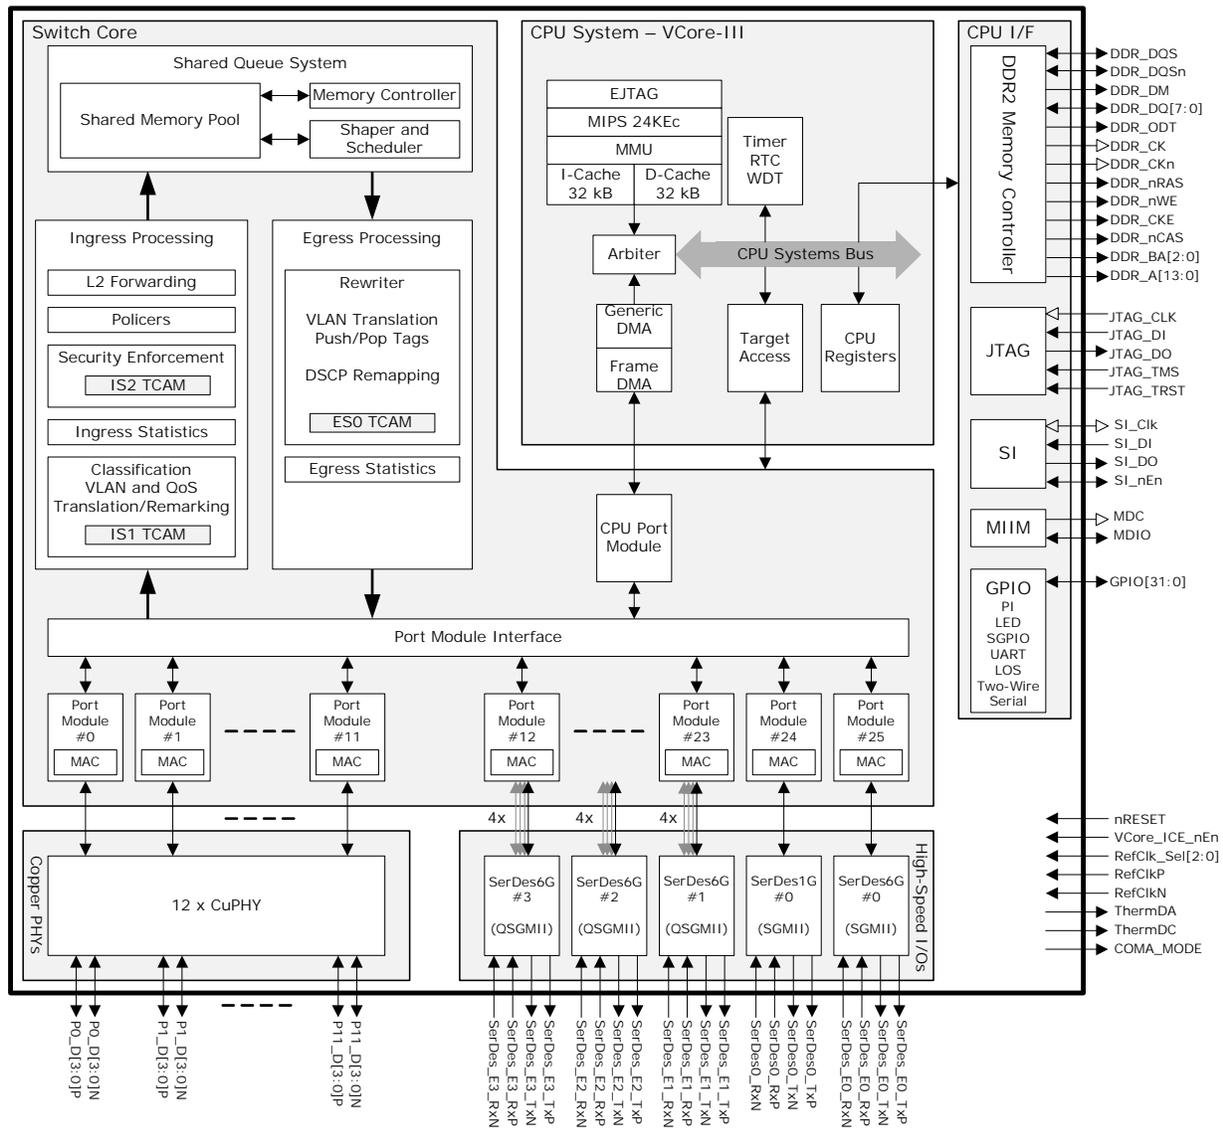 Switch Core
Shared Queue System
Shared Memory Pool
Memory Controller
Shaper and
Scheduler
Ingress Processing
L2 Forwarding
Policers
Security Enforcement
IS2 TCAM
Ingress Statistics
Classification
VLAN and QoS
Translation/Remarking
IS1 TCAM
Egress Processing
Rewriter
VLAN Translation
Push/Pop Tags
DSCP Remapping
ES0 TCAM
Egress Statistics
CPU System – VCore-III
EJTAG
MIPS 24KEc
MMU
I-Cache
32 kB
D-Cache
32 kB
Timer
RTC
WDT
Arbiter
CPU Systems Bus
Generic
DMA
Frame
DMA
Target
Access
CPU
Registers
CPU Port
Module
Port Module Interface
Port
Module
#0
MAC
Port
Module
#1
MAC
Port
Module
#11
MAC
Port
Module
#12
MAC
Port
Module
#23
MAC
Port
Module
#24
MAC
Port
Module
#25
MAC
4x
4x
4x
Copper PHYs
12 x CuPHY
High-Speed I/Os
SerDes6G
#3
(QSGMII)
SerDes6G
#2
(QSGMII)
SerDes6G
#1
(QSGMII)
SerDes1G
#0
(SGMII)
SerDes6G
#0
(SGMII)
P0_D[3:0]P
P0_D[3:0]N
P1_D[3:0]P
P1_D[3:0]N
P11_D[3:0]P
P11_D[3:0]N
SerDes_E3_RxN
SerDes_E3_RxP
SerDes_E3_TxN
SerDes_E3_TxP
SerDes_E2_RxN
SerDes_E2_RxP
SerDes_E2_TxN
SerDes_E2_TxP
SerDes_E1_RxN
SerDes_E1_RxP
SerDes_E1_TxN
SerDes_E1_TxP
SerDes0_RxN
SerDes0_RxP
SerDes0_TxN
SerDes0_TxP
SerDes_E0_RxN
SerDes_E0_RxP
SerDes_E0_TxN
SerDes_E0_TxP
CPU I/F
DDR2 Memory Controller
DDR_DQS
DDR_DQSn
DDR_DM
DDR_DQ[7:0]
DDR_ODT
DDR_CK
DDR_CKn
DDR_nRAS
DDR_nWE
DDR_CKE
DDR_nCAS
DDR_BA[2:0]
DDR_A[13:0]
JTAG
JTAG_CLK
JTAG_DI
JTAG_DO
JTAG_TMS
JTAG_TRST
SI
SI_Clk
SI_DI
SI_DO
SI_nEn
MIIM
MDC
MDIO
GPIO
PI
LED
SGPIO
UART
LOS
Two-Wire
Serial
GPIO[31:0]
nRESET
VCore_ICE_nEn
RefClk_Sel[2:0]
RefClkP
RefClkN
ThermDA
ThermDC
COMA_MODE